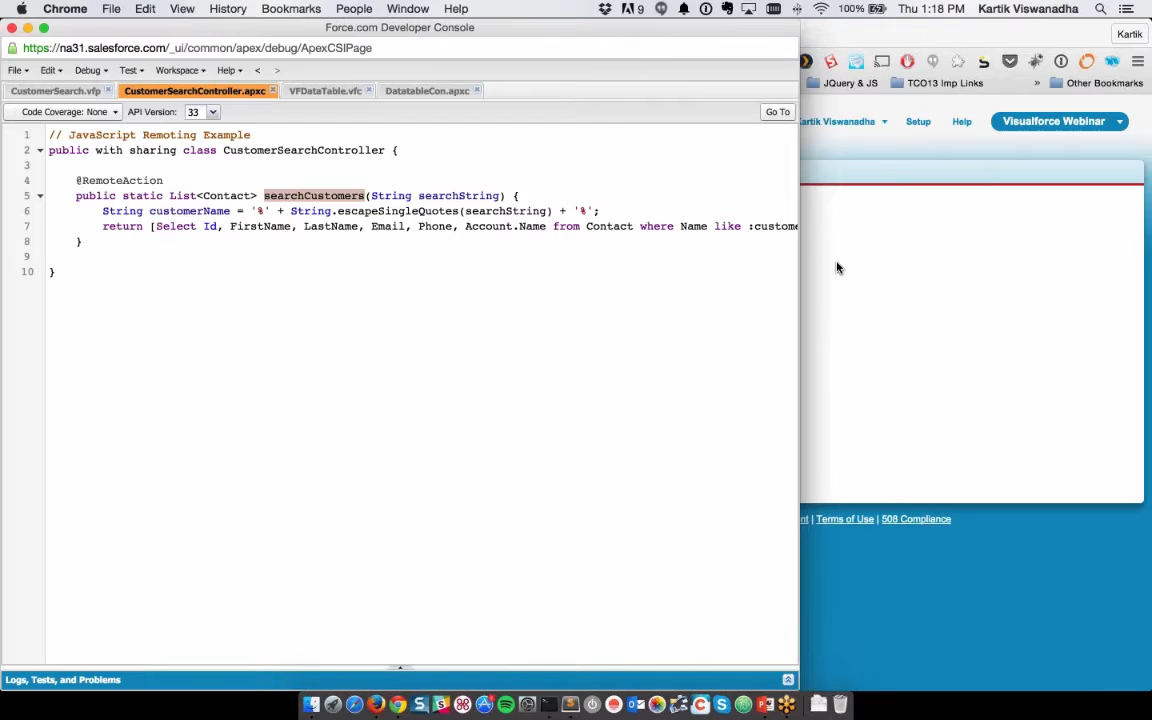 Chrome File Edit View History Bookmarks People Window Help 9 100% Thu 1:18 PM Kartik Viswanadha
Force.com Developer Console
Kartik
https://na31.salesforce.com/_ui/common/apex/debug/ApexCSIPage
File Edit Debug Test Workspace Help < >
JQuery & JS TCO13 Imp Links » Other Bookmarks
CustomerSearch.vfp CustomerSearchController.apxc VFDataTable.vfc DatatableCon.apxc
Code Coverage: None API Version: 33 Go To
Kartik Viswanadha Setup Help Visualforce Webinar
1 // JavaScript Remoting Example
2 public with sharing class CustomerSearchController {
3
4 @RemoteAction
5 public static List<Contact> searchCustomers(String searchString) {
6 String customerName = '%' + String.escapeSingleQuotes(searchString) + '%';
7 return [Select Id, FirstName, LastName, Email, Phone, Account.Name from Contact where Name like :custome
8 }
9
10 }
nt | Terms of Use | 508 Compliance
Logs, Tests, and Problems